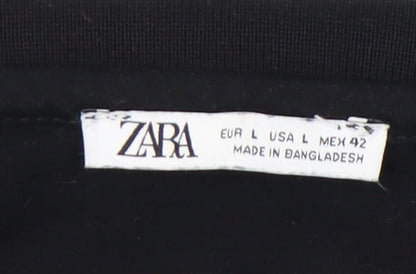 ZARA
EUR L USA L MEX 42
MADE IN BANGLADESH